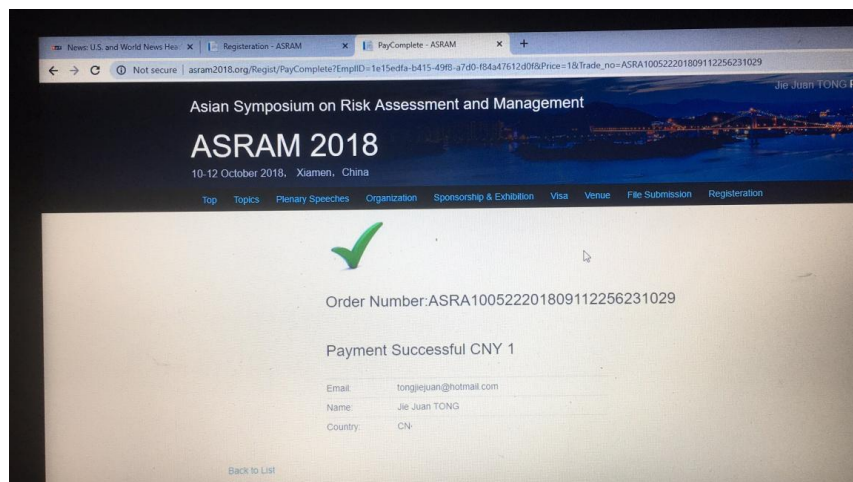 News: U.S. and World News Hea
Registeration - ASRAM
PayComplete - ASRAM
Not secure | asram2018.org/Regist/PayComplete?EmplID=1e15edfa-b415-49f8-a7d0-f84a47612d0f&Price=1&Trade_no=ASRA1005222018091122562310​29
Jie Juan TONG
Asian Symposium on Risk Assessment and Management
ASRAM 2018
10-12 October 2018, Xiamen, China
Top Topics Plenary Speeches Organization Sponsorship & Exhibition Visa Venue File Submission Registeration
Order Number:ASRA100522201809112256231029
Payment Successful CNY 1
Email: tongjiejuan@hotmail.com
Name: Jie Juan TONG
Country: CN
Back to List